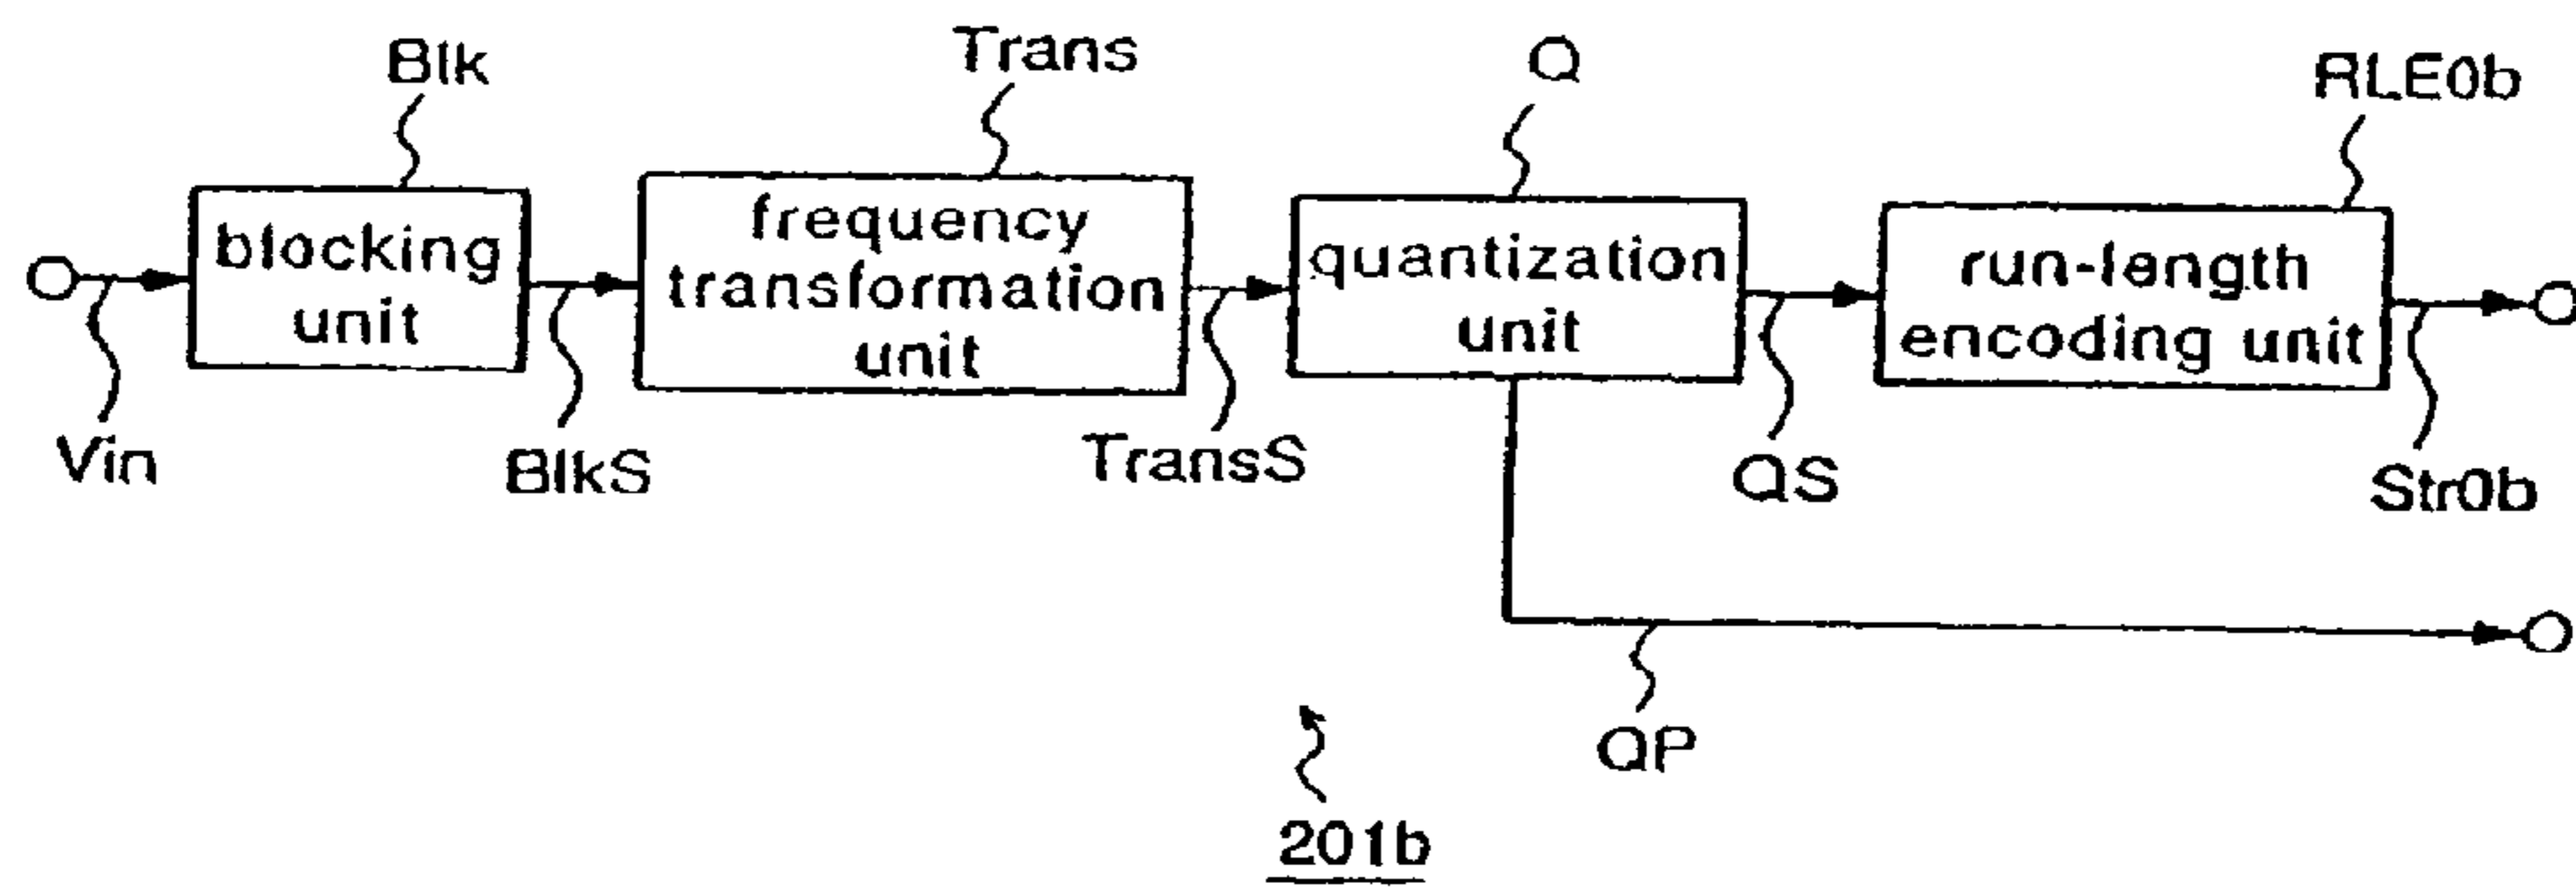 Blk
Trans
Q
RLE0b
blocking
unit
frequency
transformation
unit
quantization
unit
run-length
encoding unit
Vin
BlkS
TransS
QS
Str0b
QP
201b